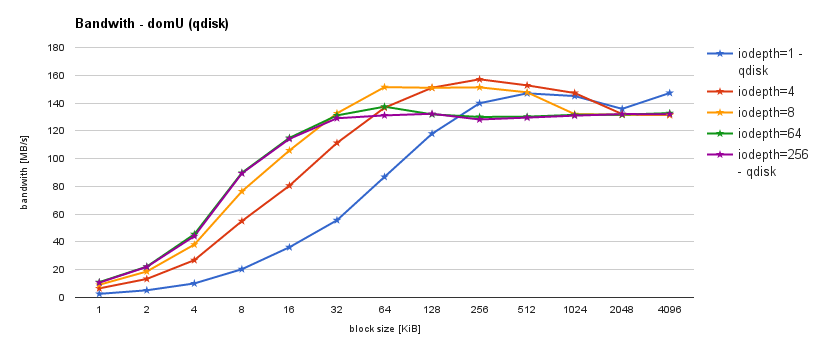 Bandwith - domU (qdisk)
180
160
140
120
100
80
60
40
20
0
bandwith [MB/s]
1 2 4 8 16 32 64 128 256 512 1024 2048 4096
block size [KiB]
iodepth=1 -
qdisk
iodepth=4
iodepth=8
iodepth=64
iodepth=256
- qdisk